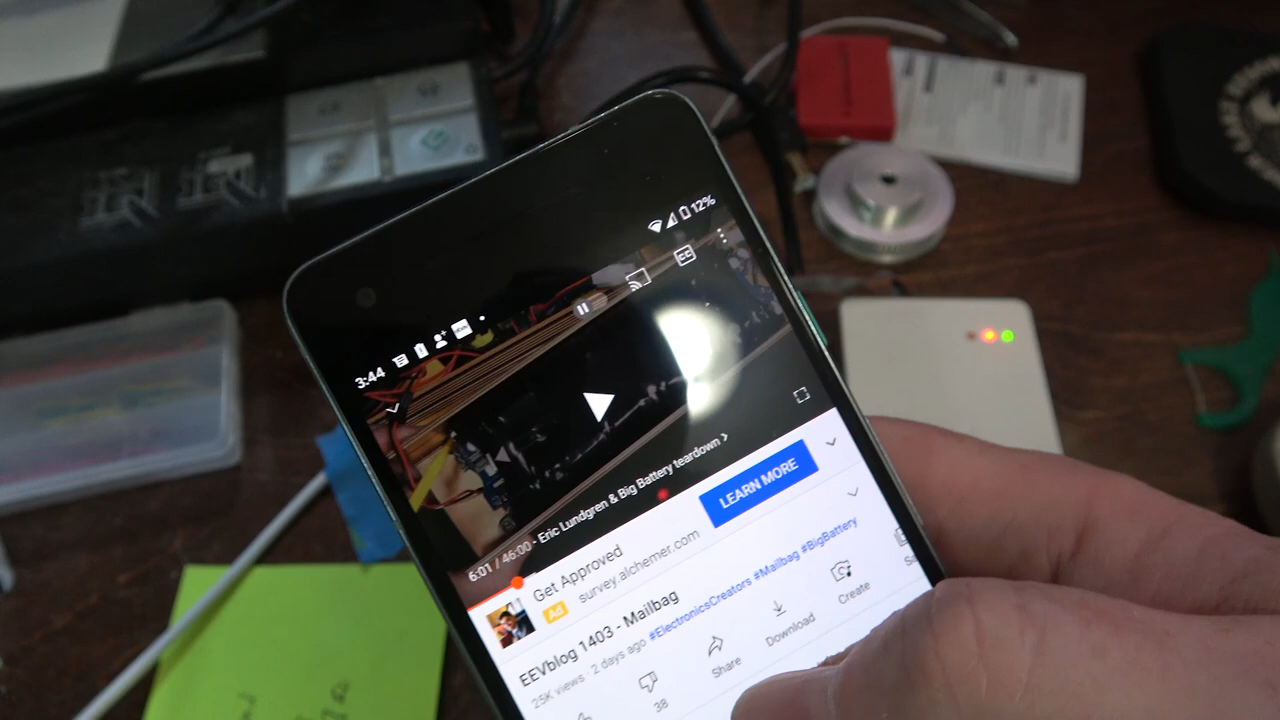 12%
3:44
CC
6:01 / 46:00 · Eric Lundgren & Big Battery teardown >
Get Approved
LEARN MORE
Ad
survey.alchemer.com
EEVblog 1403 - Mailbag
25K views · 2 days ago #ElectronicsCreators #Mailbag #BigBattery
38
Share
Download
Create